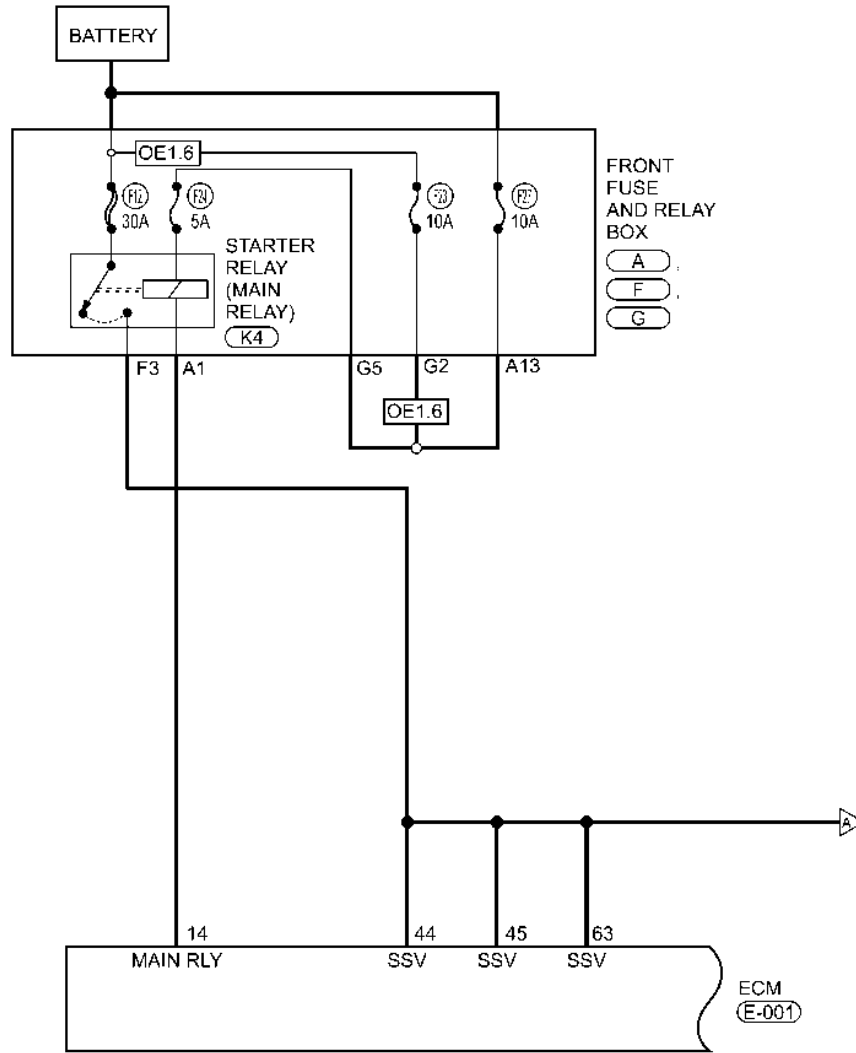 BATTERY
OE1.6
F12
30A
F24
5A
F23
10A
F27
10A
FRONT
FUSE
AND RELAY
BOX
A ,
F ,
G
STARTER
RELAY
(MAIN
RELAY)
K4
F3
A1
G5
G2
A13
OE1.6
A
14
44
45
63
MAIN RLY
SSV
SSV
SSV
ECM
E-001